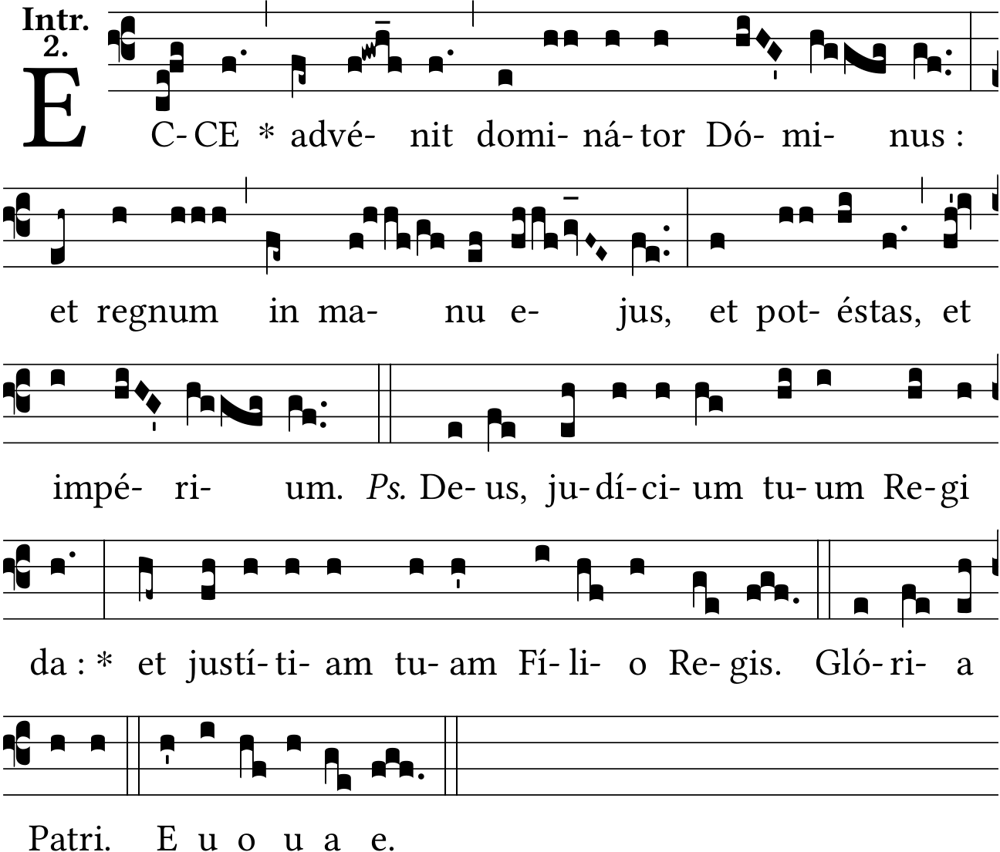 Intr.
2.
EC-CE * advé- nit domi- ná-tor Dó- mi- nus :
et regnum in ma- nu e- jus, et pot- éstas, et
impé- ri- um. Ps. De- us, ju-dí-ci- um tu- um Re-gi
da : * et justí-ti- am tu- am Fí- li- o Re- gis. Gló-ri- a
Patri. E u o u a e.